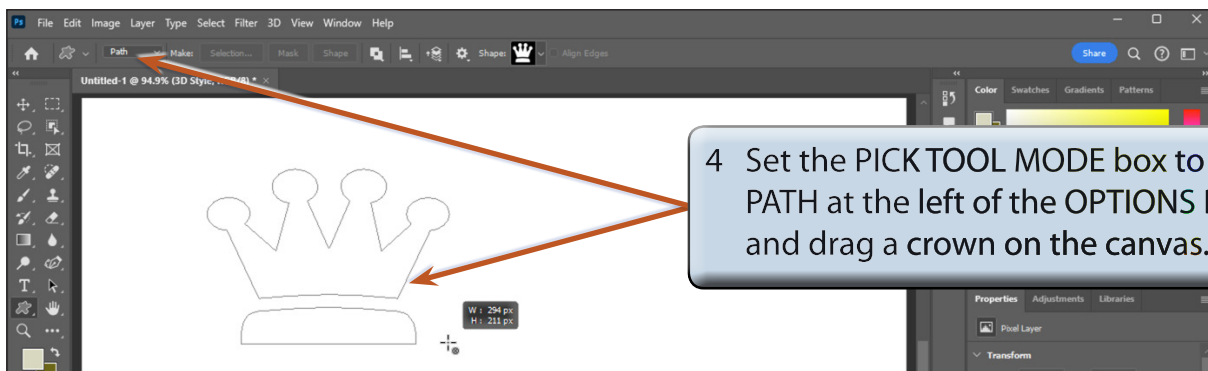 Ps File Edit Image Layer Type Select Filter 3D View Window Help
Path Make: Selection... Mask Shape Shape: Align Edges Share
Untitled-1 @ 94.9% (3D Style, RGB/8) * ×
Color Swatches Gradients Patterns
4 Set the PICK TOOL MODE box to
PATH at the left of the OPTIONS
and drag a crown on the canvas.
W : 294 px
H : 211 px
Properties Adjustments Libraries
Pixel Layer
Transform